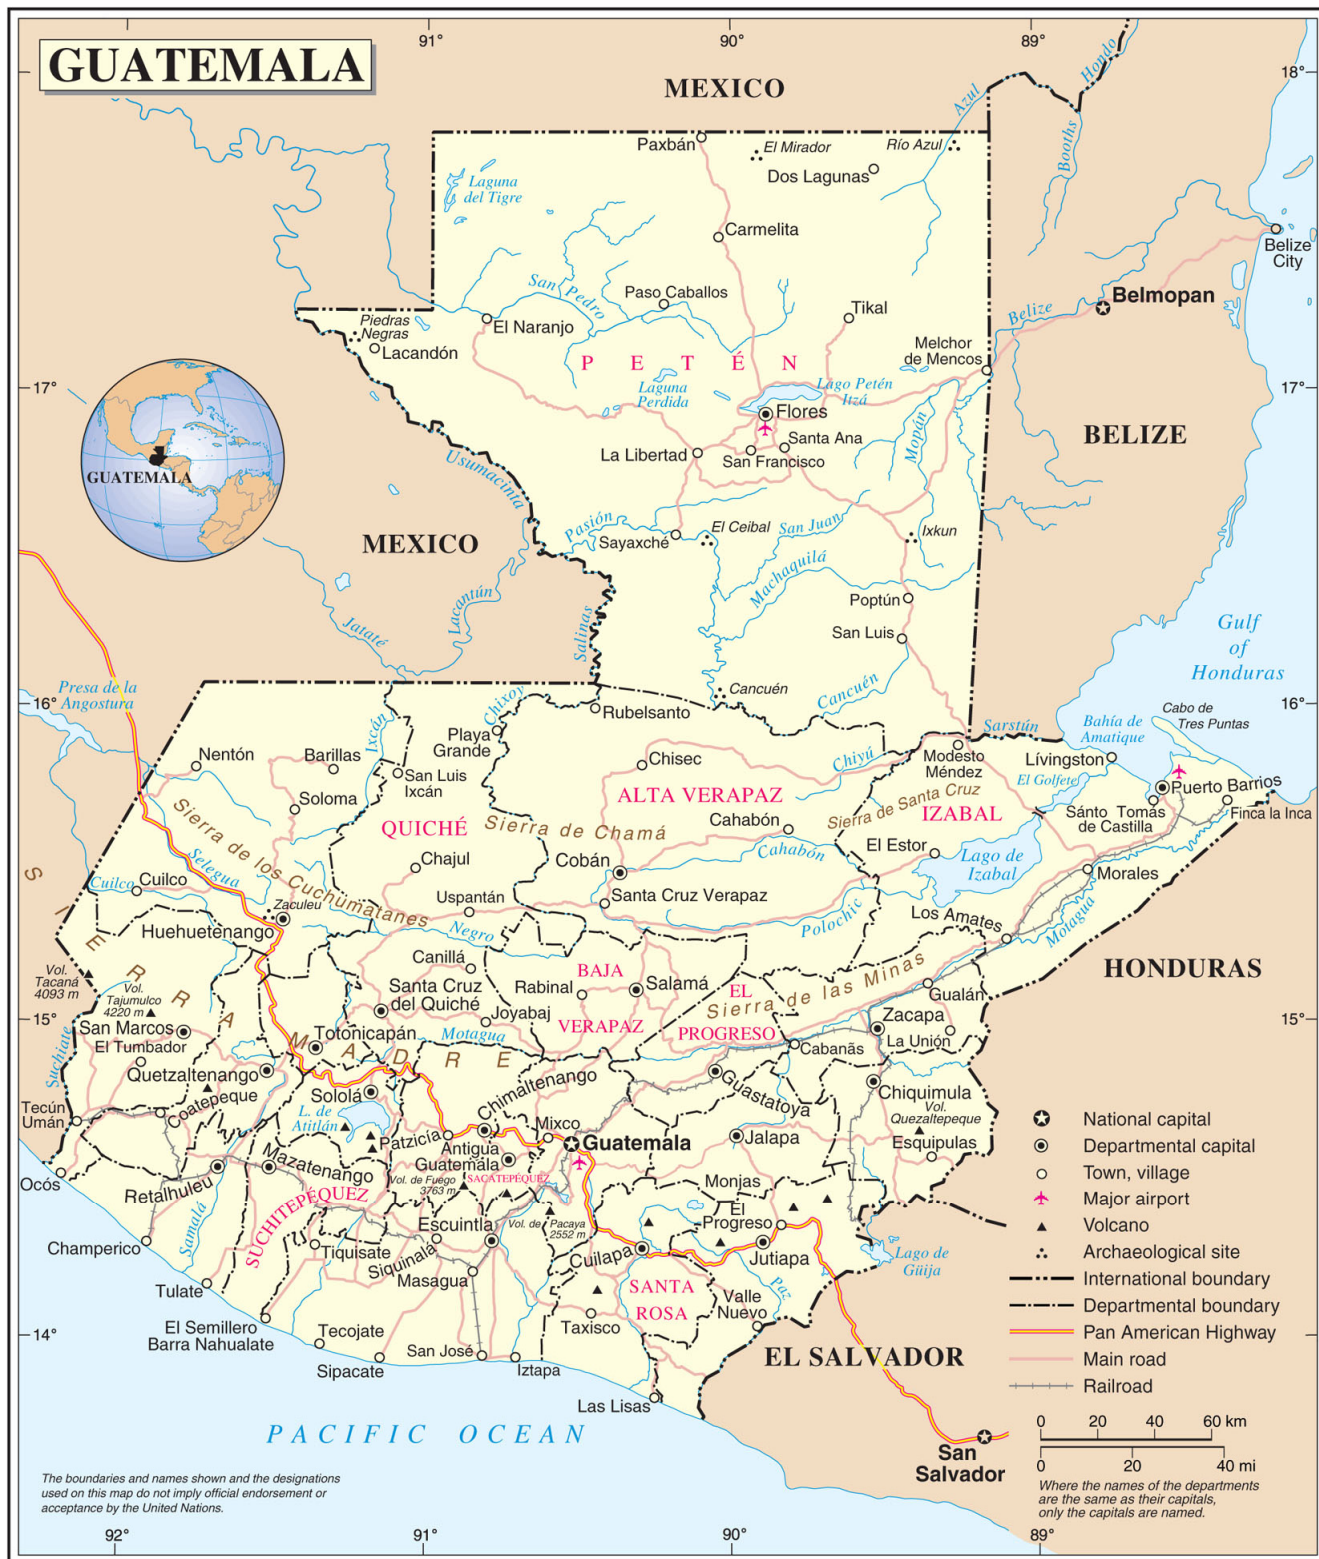 GUATEMALA
91°
90°
89°
18°
MEXICO
Hondo
Azul
Booths
Paxbán
El Mirador
Río Azul
Dos Lagunas
Laguna
del Tigre
Carmelita
Belize
City
San Pedro
Paso Caballos
Tikal
Belmopan
Belize
Piedras
Negras
El Naranjo
Lacandón
Melchor
de Mencos
PETÉN
17°
17°
Laguna
Perdida
Lago Petén
Itzá
Flores
Mopán
BELIZE
Santa Ana
La Libertad
San Francisco
GUATEMALA
Usumacinta
MEXICO
Pasión
El Ceibal
San Juan
Ixkun
Sayaxché
Machaquilá
Lacantún
Poptún
Jataté
Salinas
San Luis
Gulf
of
Honduras
Presa de la
Angostura
Chixoy
Cancuén
Cancuén
16°
16°
Rubelsanto
Cabo de
Tres Puntas
Ixcán
Playa
Grande
Sarstún
Bahía de
Amatique
Nentón
Barillas
Chisec
Chiyú
Modesto
Méndez
Lívingston
San Luis
Ixcán
El Golfete
Puerto Barrios
Soloma
ALTA VERAPAZ
Sierra de Santa Cruz
IZABAL
Sánto Tomas
de Castilla
Finca la Inca
Sierra de los Cuchumatanes
QUICHÉ
Sierra de Chamá
Cahabón
Selegua
Chajul
Cobán
Cahabón
El Estor
Lago de
Izabal
Cuilco
Cuilco
Morales
Uspantán
Santa Cruz Verapaz
Zaculeu
Huehuetenango
Negro
Polochic
Los Amates
Motagua
SIERRA MADRE
Canillá
BAJA
VERAPAZ
Sierra de las Minas
HONDURAS
Vol.
Tacaná
4093 m
Vol.
Tajumulco
4220 m
Santa Cruz
del Quiché
Rabinal
Salamá
EL
PROGRESO
Gualán
15°
15°
San Marcos
Joyabaj
Zacapa
El Tumbador
Totonicapán
Motagua
La Unión
Cabanãs
Suchiate
Quetzaltenango
Chimaltenango
Guastatoya
Chiquimula
Sololá
Vol.
Quezaltepeque
Tecún
Umán
Coatepeque
L. de
Atitlán
Patzicía
Mixco
Guatemala
Jalapa
Esquipulas
Antigua
Guatemala
Ocós
Mazatenango
Vol. de Fuego
3763 m
SACATEPÉQUEZ
Monjas
Retalhuleu
SUCHITEPÉQUEZ
Escuintla
Vol. de Pacaya
2552 m
El
Progreso
Champerico
Samalá
Tiquisate
Siquinalá
Cuilapa
Jutiapa
Lago de
Güija
Masagua
Tulate
SANTA
ROSA
Paz
Valle
Nuevo
El Semillero
Barra Nahualate
Tecojate
Taxisco
14°
Sipacate
San José
Iztapa
EL SALVADOR
Las Lisas
PACIFIC OCEAN
San
Salvador
National capital
Departmental capital
Town, village
Major airport
Volcano
Archaeological site
International boundary
Departmental boundary
Pan American Highway
Main road
Railroad
0 20 40 60 km
0 20 40 mi
The boundaries and names shown and the designations
used on this map do not imply official endorsement or
acceptance by the United Nations.
Where the names of the departments
are the same as their capitals,
only the capitals are named.
92°
91°
90°
89°